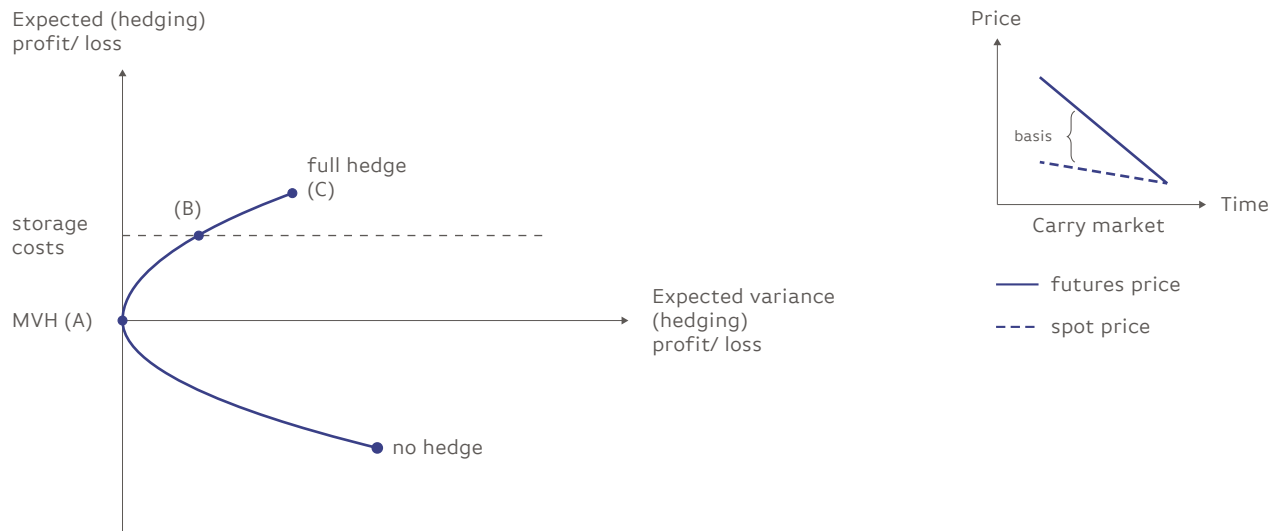 Expected (hedging)
profit/ loss
full hedge
(C)
(B)
storage
costs
MVH (A)
Expected variance
(hedging)
profit/ loss
no hedge
Price
basis
Time
Carry market
futures price
spot price